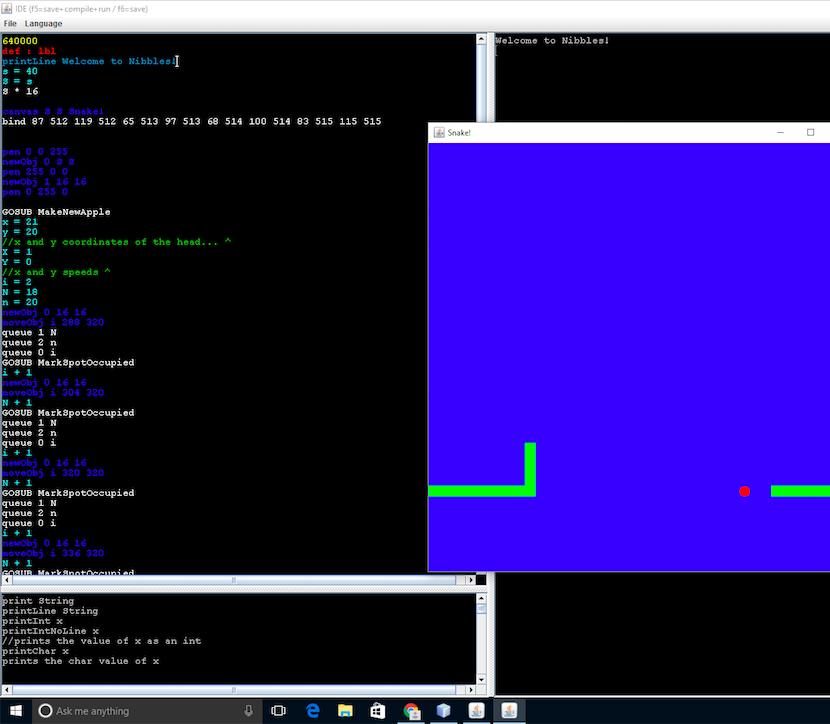 IDE (f5=save+compile+run / f6=save)
File Language
640000
def : lbl
printLine Welcome to Nibbles!
s = 40
S = s
S * 16
canvas S S Snake!
bind 87 512 119 512 65 513 97 513 68 514 100 514 83 515 115 515
pen 0 0 255
newObj 0 s s
pen 255 0 0
newObj 1 16 16
pen 0 255 0
GOSUB MakeNewApple
x = 21
y = 20
//x and y coordinates of the head... ^
X = 1
Y = 0
//x and y speeds ^
i = 2
N = 18
n = 20
newObj 0 16 16
moveObj i 288 320
queue 1 N
queue 2 n
queue 0 i
GOSUB MarkSpotOccupied
i + 1
newObj 0 16 16
moveObj i 304 320
N + 1
GOSUB MarkSpotOccupied
queue 1 N
queue 2 n
queue 0 i
i + 1
newObj 0 16 16
moveObj i 320 320
N + 1
GOSUB MarkSpotOccupied
queue 1 N
queue 2 n
queue 0 i
i + 1
newObj 0 16 16
moveObj i 336 320
N + 1
GOSUB MarkSpotOccupied
print String
printLine String
printInt x
printIntNoLine x
//prints the value of x as an int
printChar x
prints the char value of x
Welcome to Nibbles!
Snake!
Ask me anything